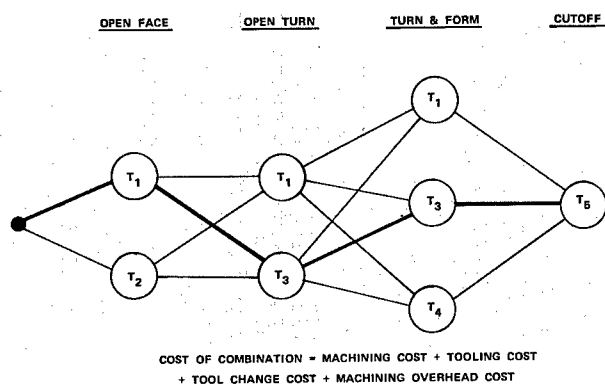 OPEN FACE OPEN TURN TURN & FORM CUTOFF
T1
T1 T1
T3 T5
T2 T3
T4
COST OF COMBINATION = MACHINING COST + TOOLING COST
+ TOOL CHANGE COST + MACHINING OVERHEAD COST